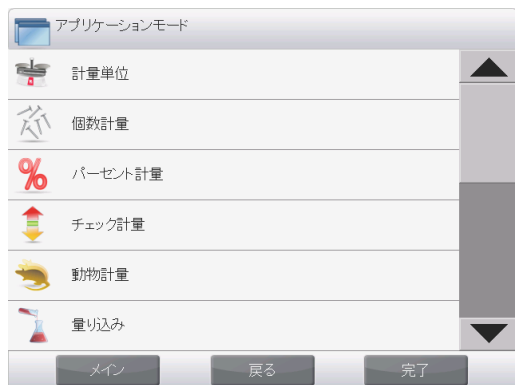 アプリケーションモード
計量単位
個数計量
パーセント計量
チェック計量
動物計量
量り込み
メイン 戻る 完了